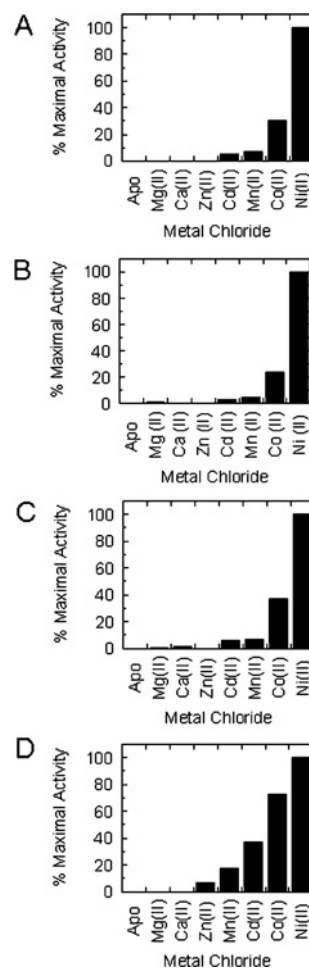 A
% Maximal Activity
100
80
60
40
20
0
Apo
Mg(II)
Ca(II)
Zn(II)
Cd(II)
Mn(II)
Co(II)
Ni(II)
Metal Chloride
B
% Maximal Activity
100
80
60
40
20
0
Apo
Mg (II)
Ca (II)
Zn (II)
Cd (II)
Mn (II)
Co (II)
Ni (II)
Metal Chloride
C
% Maximal Activity
100
80
60
40
20
0
Apo
Mg(II)
Ca(II)
Zn(II)
Cd(II)
Mn(II)
Co(II)
Ni(II)
Metal Chloride
D
% Maximal Activity
100
80
60
40
20
0
Apo
Mg(II)
Ca(II)
Zn(II)
Mn(II)
Cd(II)
Co(II)
Ni(II)
Metal Chloride